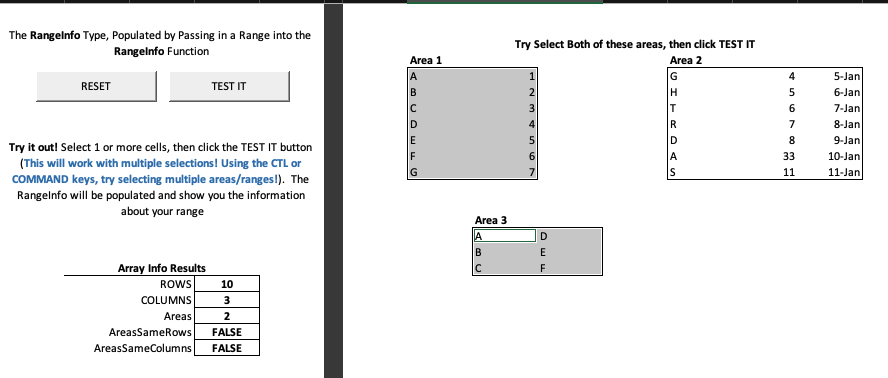 The RangeInfo Type, Populated by Passing in a Range into the
RangeInfo Function
RESET
TEST IT
Try it out! Select 1 or more cells, then click the TEST IT button
(This will work with multiple selections! Using the CTL or
COMMAND keys, try selecting multiple areas/ranges!).  The
RangeInfo will be populated and show you the information
about your range
Array Info Results
ROWS 10
COLUMNS 3
Areas 2
AreasSameRows FALSE
AreasSameColumns FALSE
Try Select Both of these areas, then click TEST IT
Area 1
A 1
B 2
C 3
D 4
E 5
F 6
G 7
Area 2
G 4 5-Jan
H 5 6-Jan
T 6 7-Jan
R 7 8-Jan
D 8 9-Jan
A 33 10-Jan
S 11 11-Jan
Area 3
A D
B E
C F